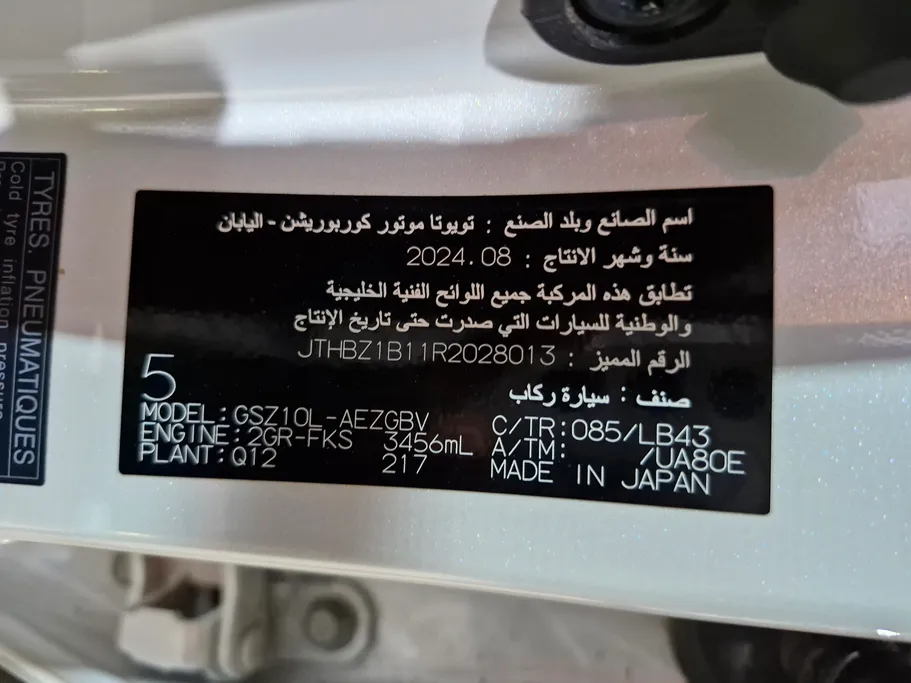 اسم الصانع وبلد الصنع : تويوتا موتور كوربوريشن - اليابان
سنة وشهر الانتاج : 2024.08
تطابق هذه المركبة جميع اللوائح الفنية الخليجية
والوطنية للسيارات التي صدرت حتى تاريخ الإنتاج
الرقم المميز : JTHBZ1B11R2028013
صنف : سيارة ركاب
5
MODEL:GSZ10L-AEZGBV C/TR:085/LB43
ENGINE:2GR-FKS 3456mL A/TM: /UA80E
PLANT:Q12 217 MADE IN JAPAN
TYRES. PNEUMATIQUES
Cold tyre inflation pressure